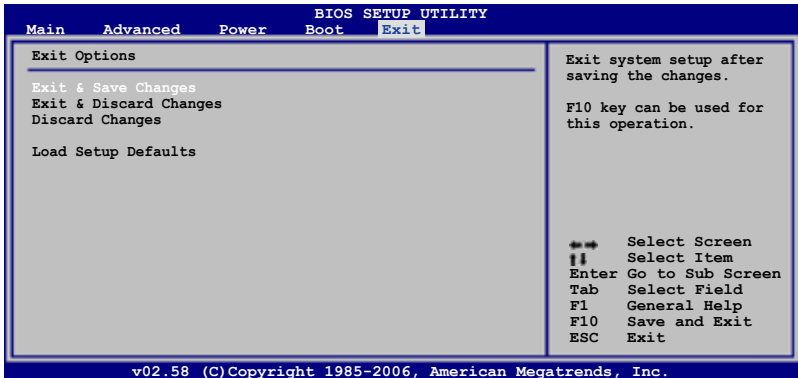 BIOS SETUP UTILITY
Main Advanced Power Boot Exit
Exit Options
Exit & Save Changes
Exit & Discard Changes
Discard Changes
Load Setup Defaults
Exit system setup after
saving the changes.
F10 key can be used for
this operation.
←→ Select Screen
↑↓ Select Item
Enter Go to Sub Screen
Tab Select Field
F1 General Help
F10 Save and Exit
ESC Exit
v02.58 (C)Copyright 1985-2006, American Megatrends, Inc.